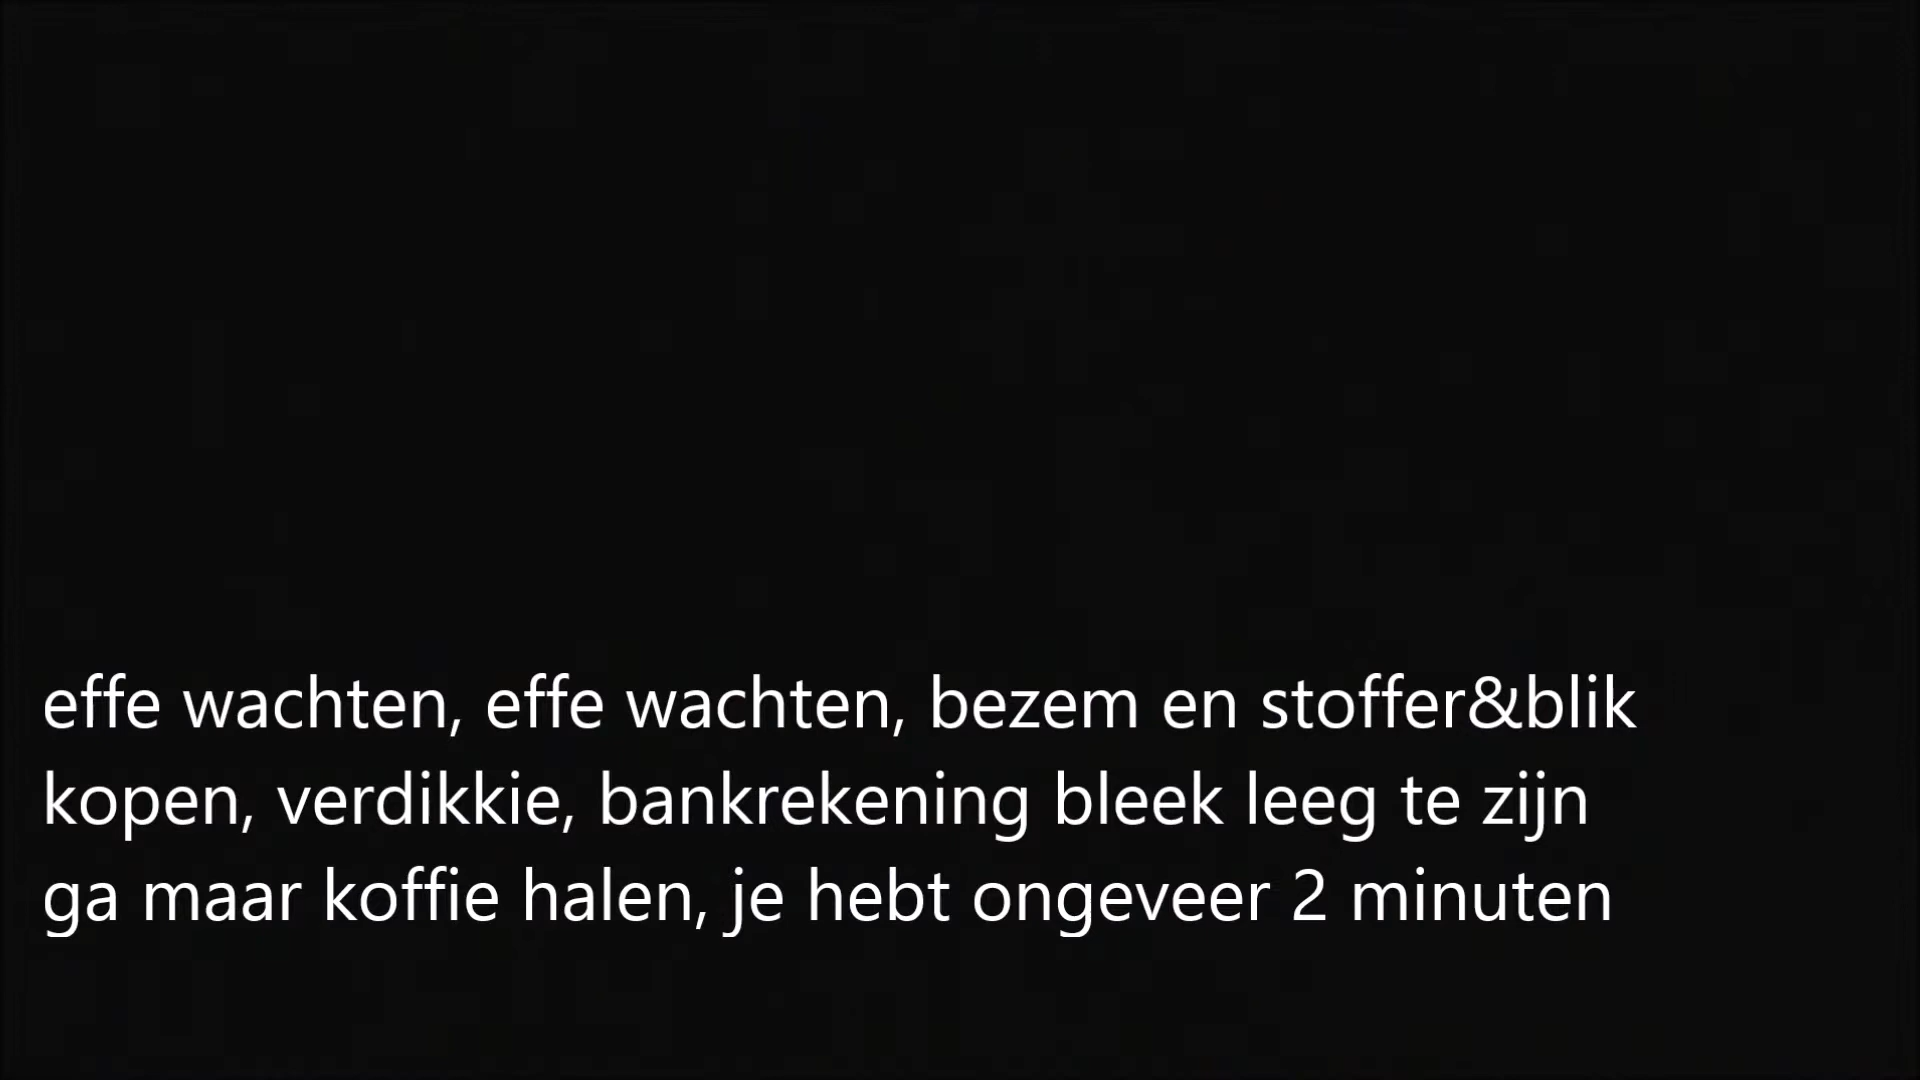 effe wachten, effe wachten, bezem en stoffer&blik
kopen, verdikkie, bankrekening bleek leeg te zijn
ga maar koffie halen, je hebt ongeveer 2 minuten